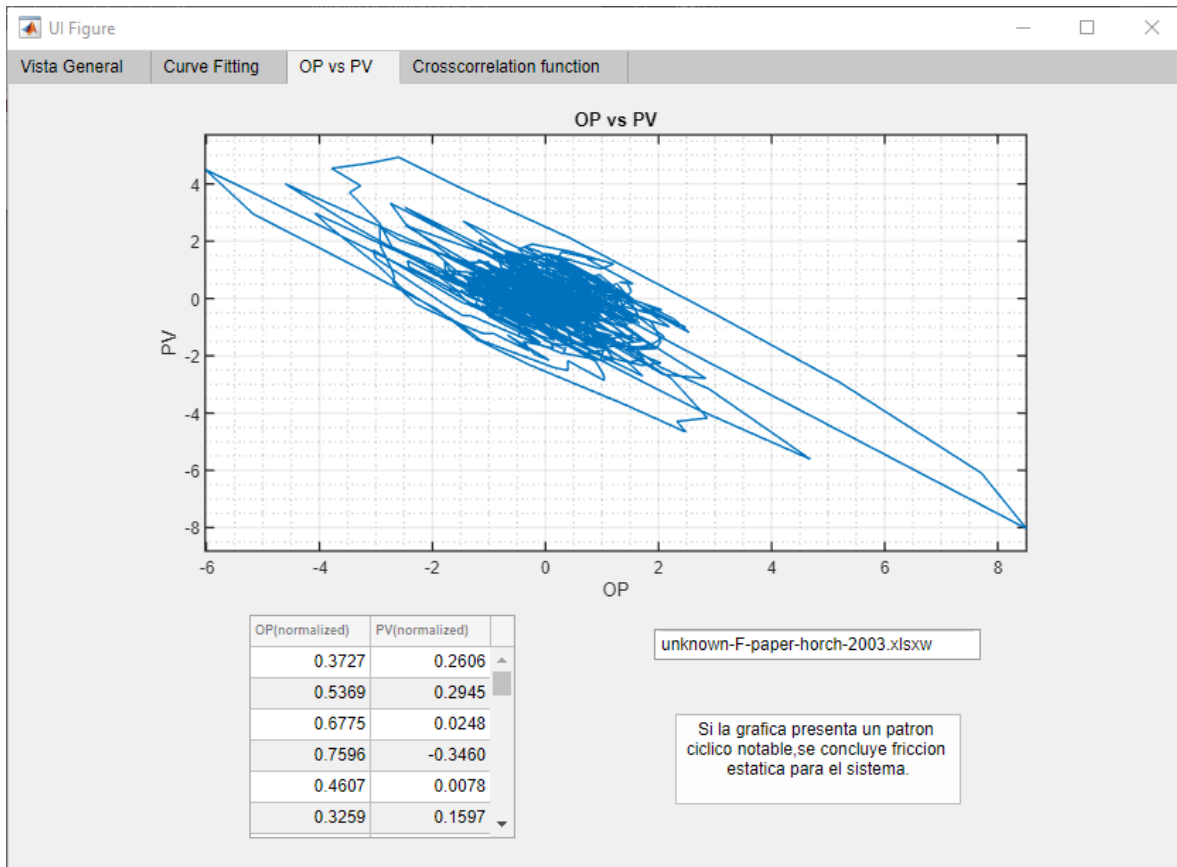 UI Figure
Vista General
Curve Fitting
OP vs PV
Crosscorrelation function
OP vs PV
4
2
0
-2
-4
-6
-8
PV
-6
-4
-2
0
2
4
6
8
OP
OP(normalized) PV(normalized)
0.3727 0.2606
0.5369 0.2945
0.6775 0.0248
0.7596 -0.3460
0.4607 0.0078
0.3259 0.1597
unknown-F-paper-horch-2003.xlsxw
Si la grafica presenta un patron
ciclico notable,se concluye friccion
estatica para el sistema.